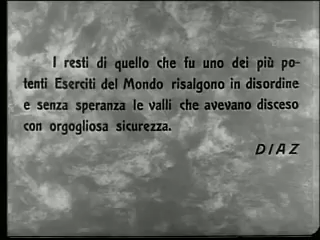 I resti di quello che fu uno dei più po-
tenti Eserciti del Mondo risalgono in disordine
e senza speranza le valli che avevano disceso
con orgogliosa sicurezza.
DIAZ